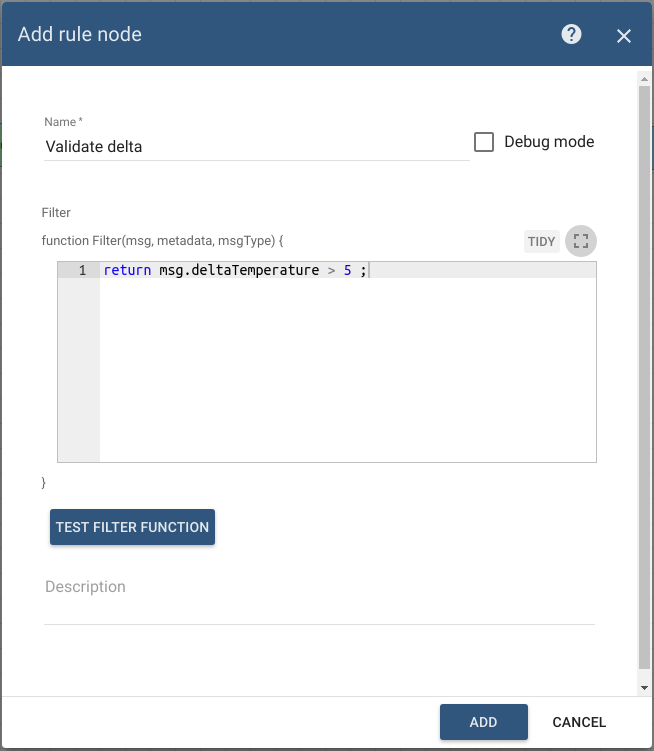 Add rule node
Name *
Validate delta
Debug mode
Filter
function Filter(msg, metadata, msgType) {
TIDY
1 return msg.deltaTemperature > 5 ;
}
TEST FILTER FUNCTION
Description
ADD CANCEL